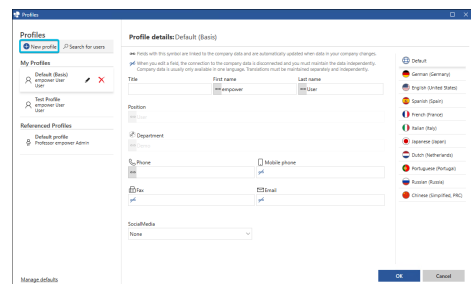 Profiles
Profiles
New profile
Search for users
My Profiles
Default (Basis)
empower User
User
Test Profile
empower User
User
Referenced Profiles
Default profile
Professor empower Admin
Manage defaults
Profile details: Default (Basis)
Fields with this symbol are linked to the company data and are automatically updated when data in your company changes.
When you edit a field, the connection to the company data is disconnected and you must maintain the data independently.
Company data is usually only available in one language. Translations must be maintained separately and independently.
Title
First name
Last name
empower
User
Position
Department
Phone
Mobile phone
Fax
Email
SocialMedia
None
Default
German (Germany)
English (United States)
Spanish (Spain)
French (France)
Italian (Italy)
Japanese (Japan)
Dutch (Netherlands)
Portuguese (Portugal)
Russian (Russia)
Chinese (Simplified, PRC)
OK
Cancel